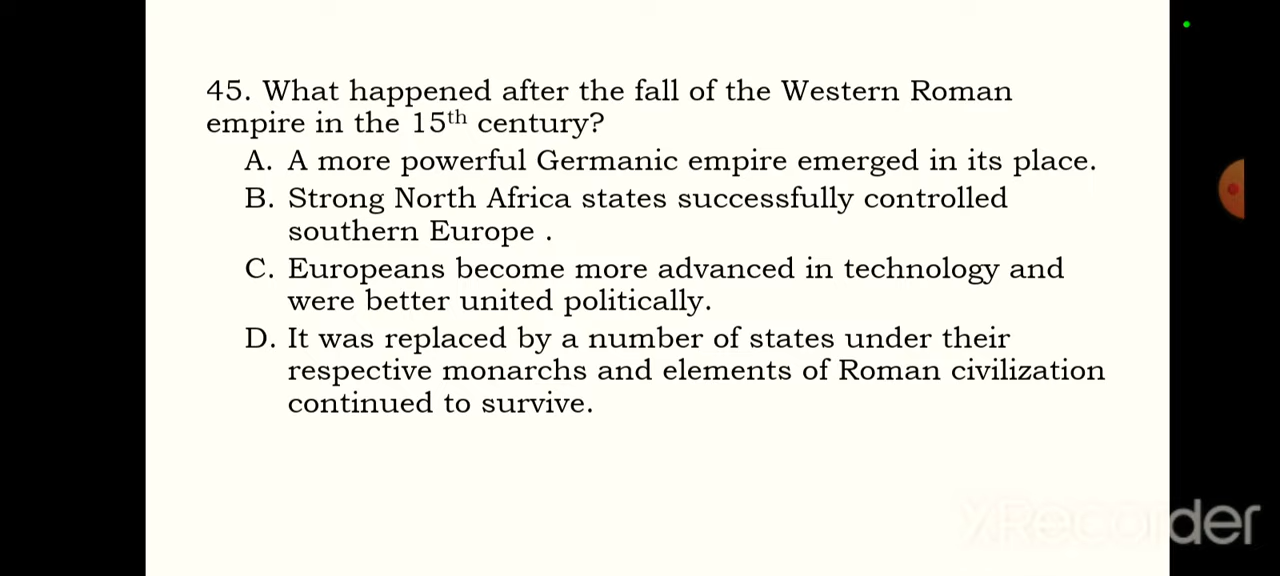 45. What happened after the fall of the Western Roman
empire in the 15th century?
A. A more powerful Germanic empire emerged in its place.
B. Strong North Africa states successfully controlled
southern Europe .
C. Europeans become more advanced in technology and
were better united politically.
D. It was replaced by a number of states under their
respective monarchs and elements of Roman civilization
continued to survive.
XRecorder